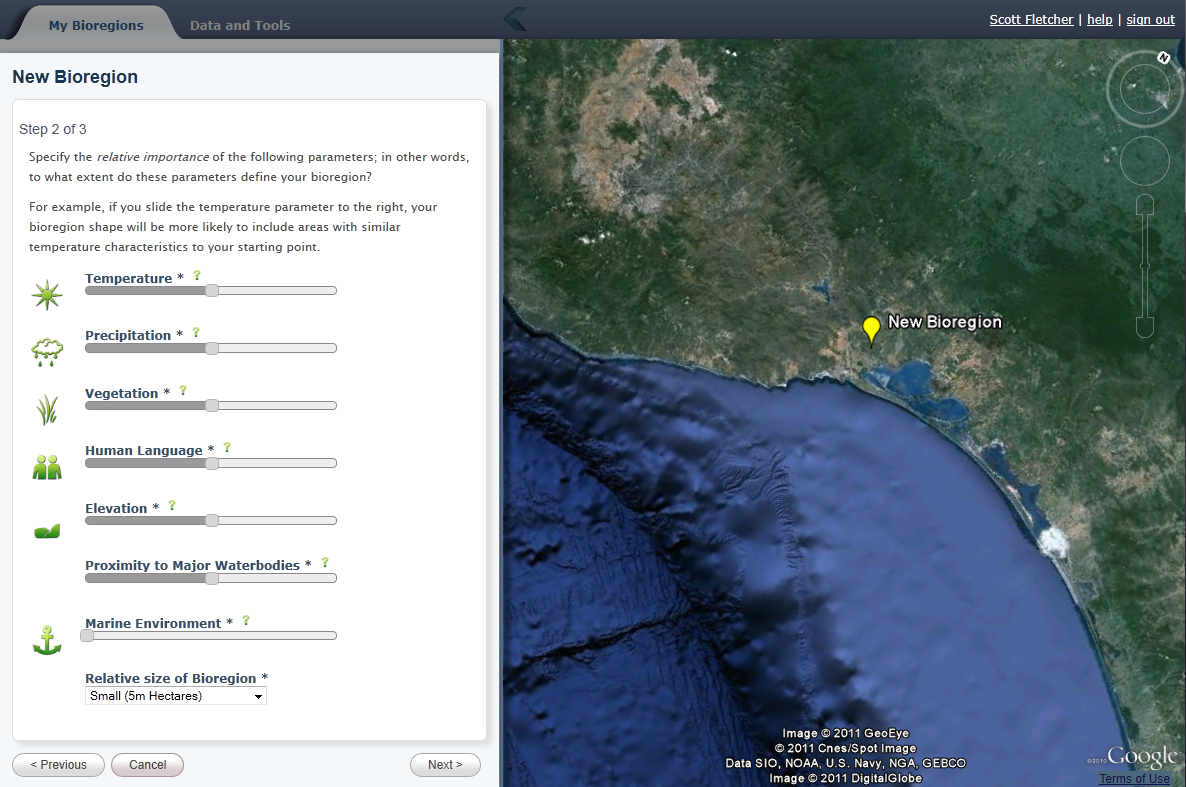 My Bioregions
Data and Tools
Scott Fletcher | help | sign out
New Bioregion
Step 2 of 3
Specify the relative importance of the following parameters; in other words,
to what extent do these parameters define your bioregion?
For example, if you slide the temperature parameter to the right, your
bioregion shape will be more likely to include areas with similar
temperature characteristics to your starting point.
Temperature * ?
Precipitation * ?
Vegetation * ?
Human Language * ?
Elevation * ?
Proximity to Major Waterbodies * ?
Marine Environment * ?
Relative size of Bioregion *
Small (5m Hectares)
< Previous
Cancel
Next >
N
New Bioregion
Image © 2011 GeoEye
© 2011 Cnes/Spot Image
Data SIO, NOAA, U.S. Navy, NGA, GEBCO
Image © 2011 DigitalGlobe
©2010 Google
Terms of Use